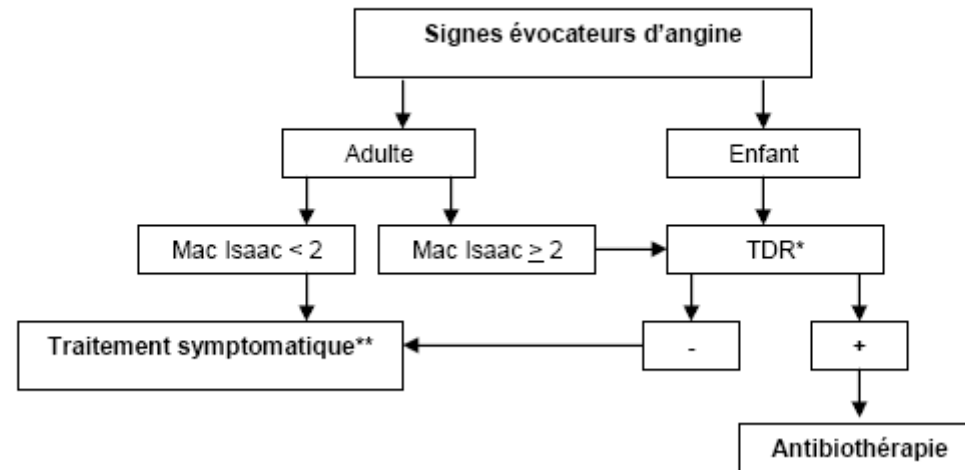 Signes évocateurs d'angine
Adulte
Enfant
Mac Isaac < 2
Mac Isaac ≥ 2
TDR*
Traitement symptomatique**
-
+
Antibiothérapie